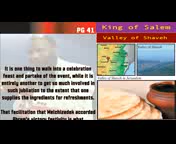 PG 41
It is one thing to walk into a celebration
feast and partake of the event, while it is
entirely another to get so much involved in
such jubilation to the extent that one
supplies the ingredients for refreshments.
That facilitation that Melchizedek accorded
King of Salem
Valley of Shaveh